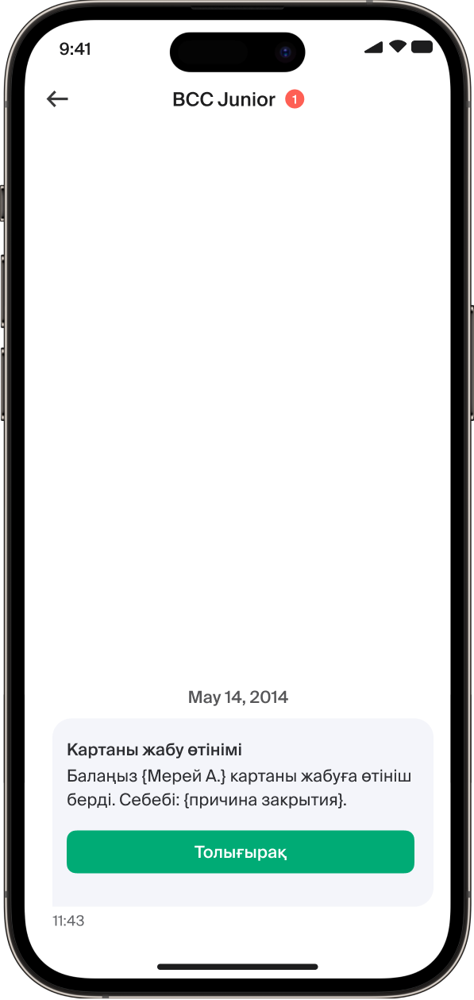 9:41
BCC Junior 1
May 14, 2014
Картаны жабу өтінімі
Балаңыз {Мерей А.} картаны жабуға өтініш
берді. Себебі: {причина закрытия}.
Толығырақ
11:43